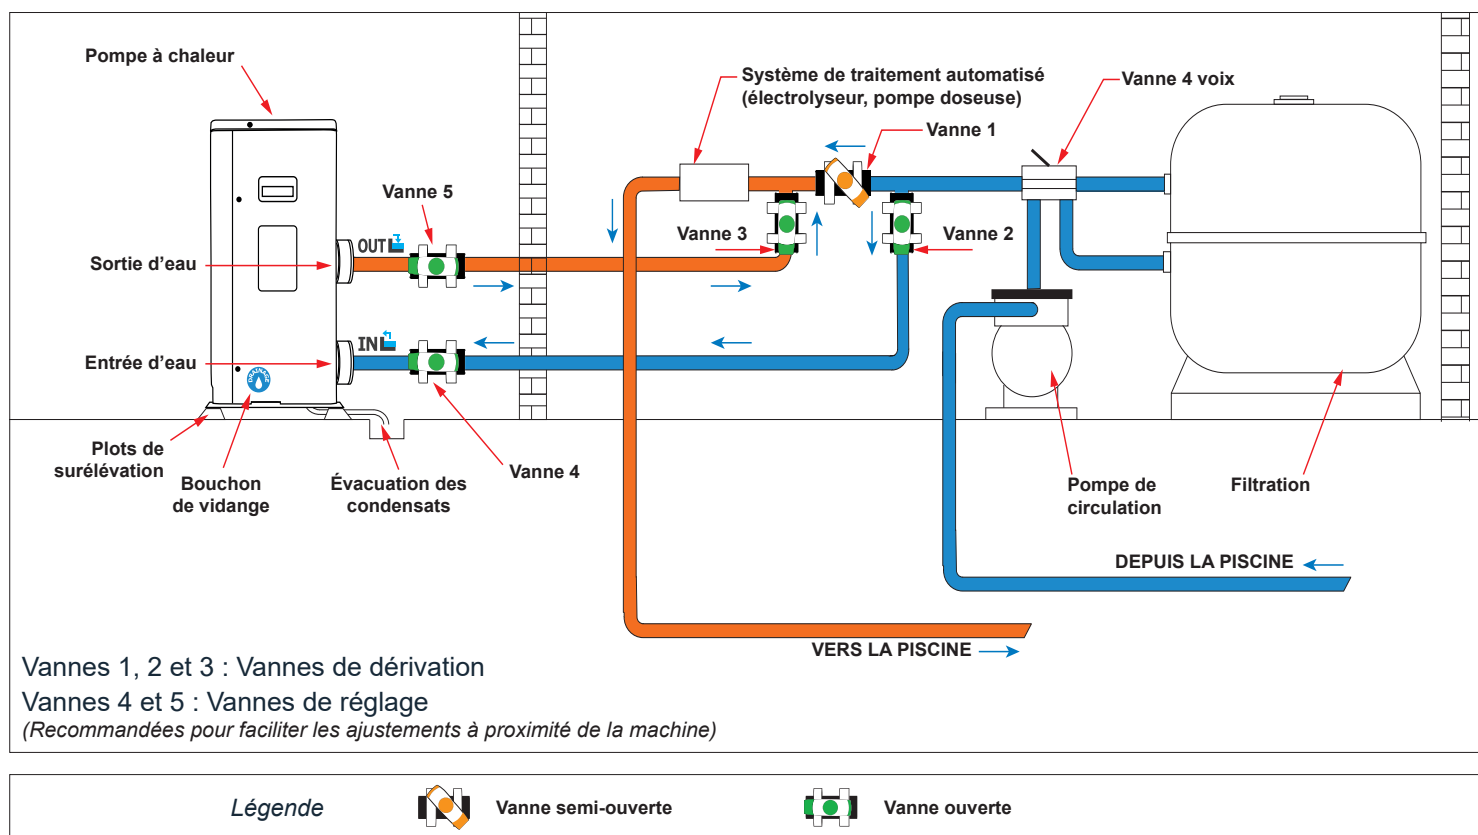 Pompe à chaleur
Système de traitement automatisé
(électrolyseur, pompe doseuse)
Vanne 4 voix
Vanne 1
Vanne 5
Vanne 3
Vanne 2
OUT
Sortie d'eau
IN
Entrée d'eau
DRAINAGE
Plots de
surélévation
Bouchon
de vidange
Évacuation des
condensats
Vanne 4
Pompe de
circulation
Filtration
DEPUIS LA PISCINE
VERS LA PISCINE
Vannes 1, 2 et 3 : Vannes de dérivation
Vannes 4 et 5 : Vannes de réglage
(Recommandées pour faciliter les ajustements à proximité de la machine)
Légende
Vanne semi-ouverte
Vanne ouverte